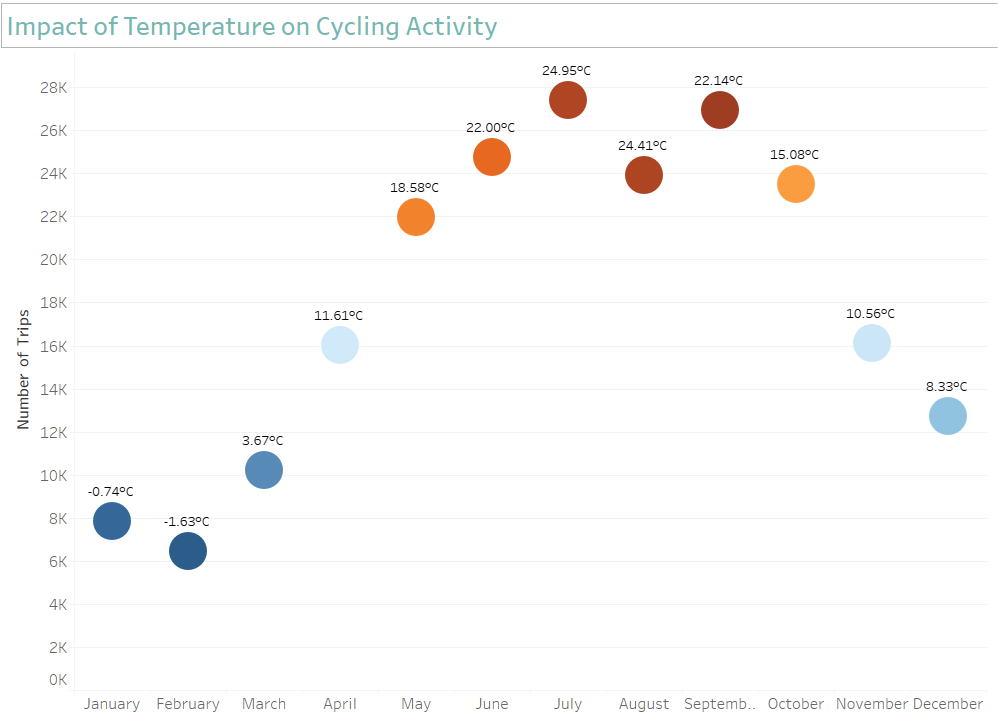 Impact of Temperature on Cycling Activity
24.95ºC
22.14ºC
28K
22.00ºC
26K
24.41ºC
15.08ºC
24K
18.58ºC
22K
20K
18K
11.61ºC
10.56ºC
16K
Number of Trips
14K
8.33ºC
12K
3.67ºC
10K
-0.74ºC
8K
-1.63ºC
6K
4K
2K
0K
January February March April May June July August Septemb.. October November December